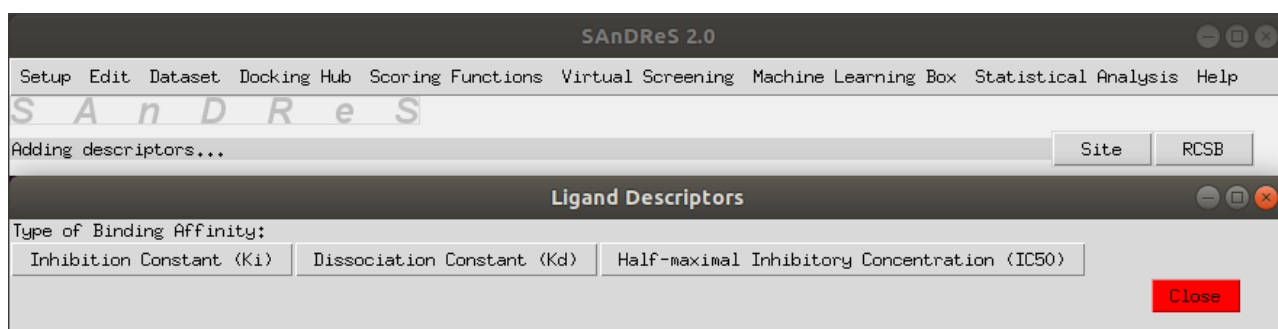 SAnDReS 2.0
Setup Edit Dataset Docking Hub Scoring Functions Virtual Screening Machine Learning Box Statistical Analysis Help
S A n D R e S
Adding descriptors... Site RCSB
Ligand Descriptors
Type of Binding Affinity:
Inhibition Constant (Ki) Dissociation Constant (Kd) Half-maximal Inhibitory Concentration (IC50)
Close